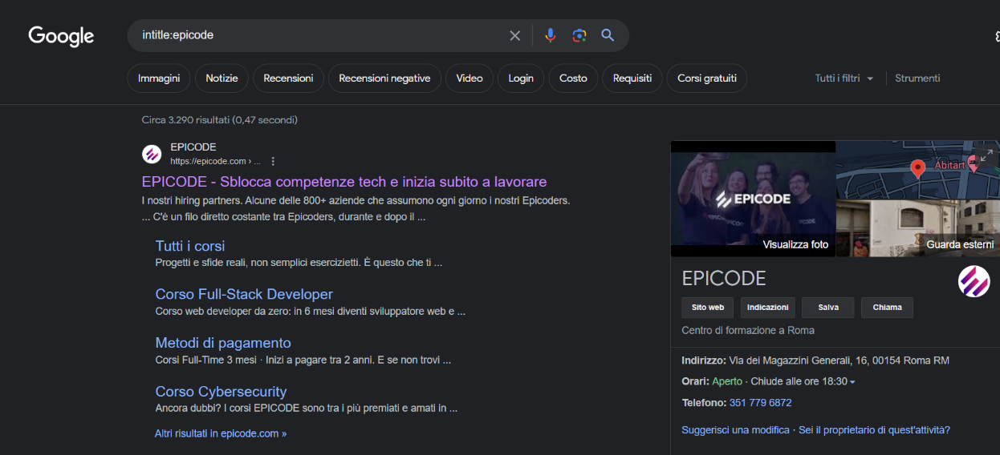 Google
intitle:epicode
Immagini
Notizie
Recensioni
Recensioni negative
Video
Login
Costo
Requisiti
Corsi gratuiti
Tutti i filtri
Strumenti
Circa 3.290 risultati (0,47 secondi)
EPICODE
https://epicode.com › ...
EPICODE - Sblocca competenze tech e inizia subito a lavorare
I nostri hiring partners. Alcune delle 800+ aziende che assumono ogni giorno i nostri Epicoders.
... C'è un filo diretto costante tra Epicoders, durante e dopo il ...
Tutti i corsi
Progetti e sfide reali, non semplici esercizietti. È questo che ti ...
Corso Full-Stack Developer
Corso web developer da zero: in 6 mesi diventi sviluppatore web e ...
Metodi di pagamento
Corsi Full-Time 3 mesi · Inizi a pagare tra 2 anni. E se non trovi ...
Corso Cybersecurity
Ancora dubbi? I corsi EPICODE sono tra i più premiati e amati in ...
Altri risultati in epicode.com »
EPICODE
Visualizza foto
Abitart
Guarda esterni
EPICODE
Sito web
Indicazioni
Salva
Chiama
Centro di formazione a Roma
Indirizzo: Via dei Magazzini Generali, 16, 00154 Roma RM
Orari: Aperto · Chiude alle ore 18:30
Telefono: 351 779 6872
Suggerisci una modifica · Sei il proprietario di quest'attività?